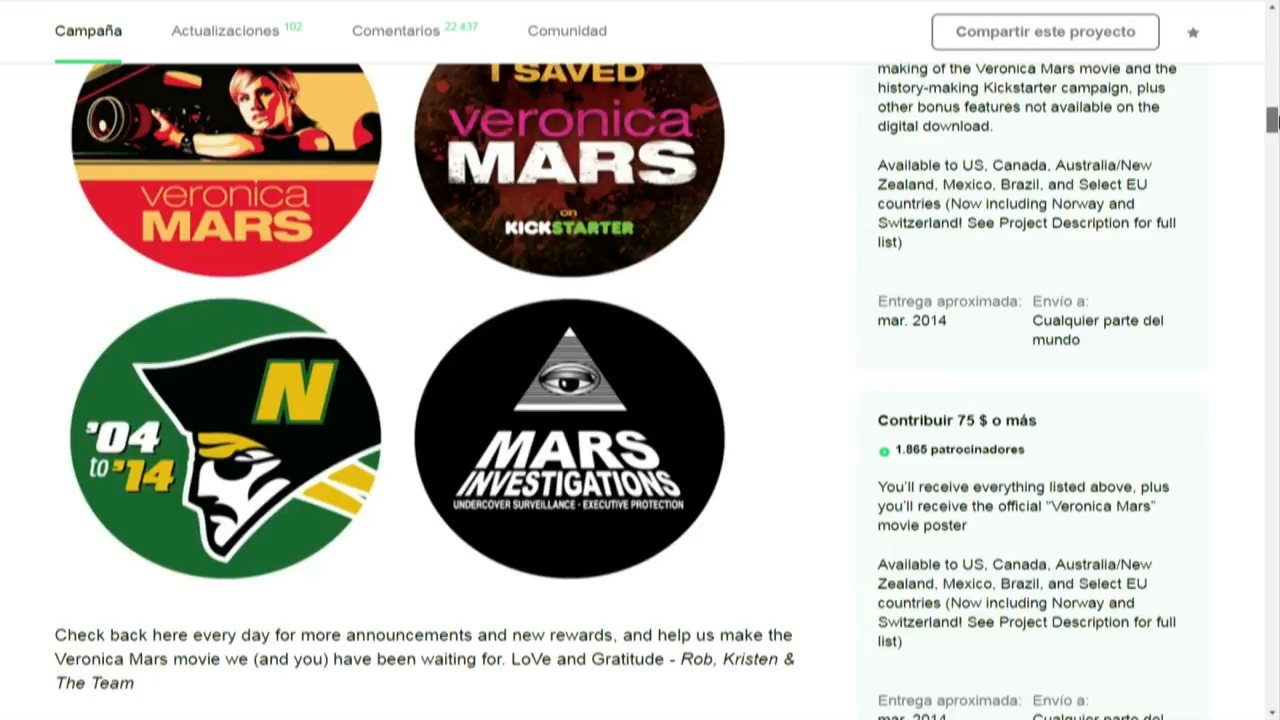 Campaña
Actualizaciones 102
Comentarios 22 437
Comunidad
Compartir este proyecto
veronica
MARS
I SAVED
veronica
MARS
on
KICKSTARTER
N
'04
to '14
MARS
INVESTIGATIONS
UNDERCOVER SURVEILLANCE · EXECUTIVE PROTECTION
Check back here every day for more announcements and new rewards, and help us make the
Veronica Mars movie we (and you) have been waiting for. LoVe and Gratitude - Rob, Kristen &
The Team
making of the Veronica Mars movie and the
history-making Kickstarter campaign, plus
other bonus features not available on the
digital download.
Available to US, Canada, Australia/New
Zealand, Mexico, Brazil, and Select EU
countries (Now including Norway and
Switzerland! See Project Description for full
list)
Entrega aproximada:
mar. 2014
Envío a:
Cualquier parte del
mundo
Contribuir 75 $ o más
1.865 patrocinadores
You'll receive everything listed above, plus
you'll receive the official “Veronica Mars”
movie poster
Available to US, Canada, Australia/New
Zealand, Mexico, Brazil, and Select EU
countries (Now including Norway and
Switzerland! See Project Description for full
list)
Entrega aproximada:
mar. 2014
Envío a:
Cualquier parte del